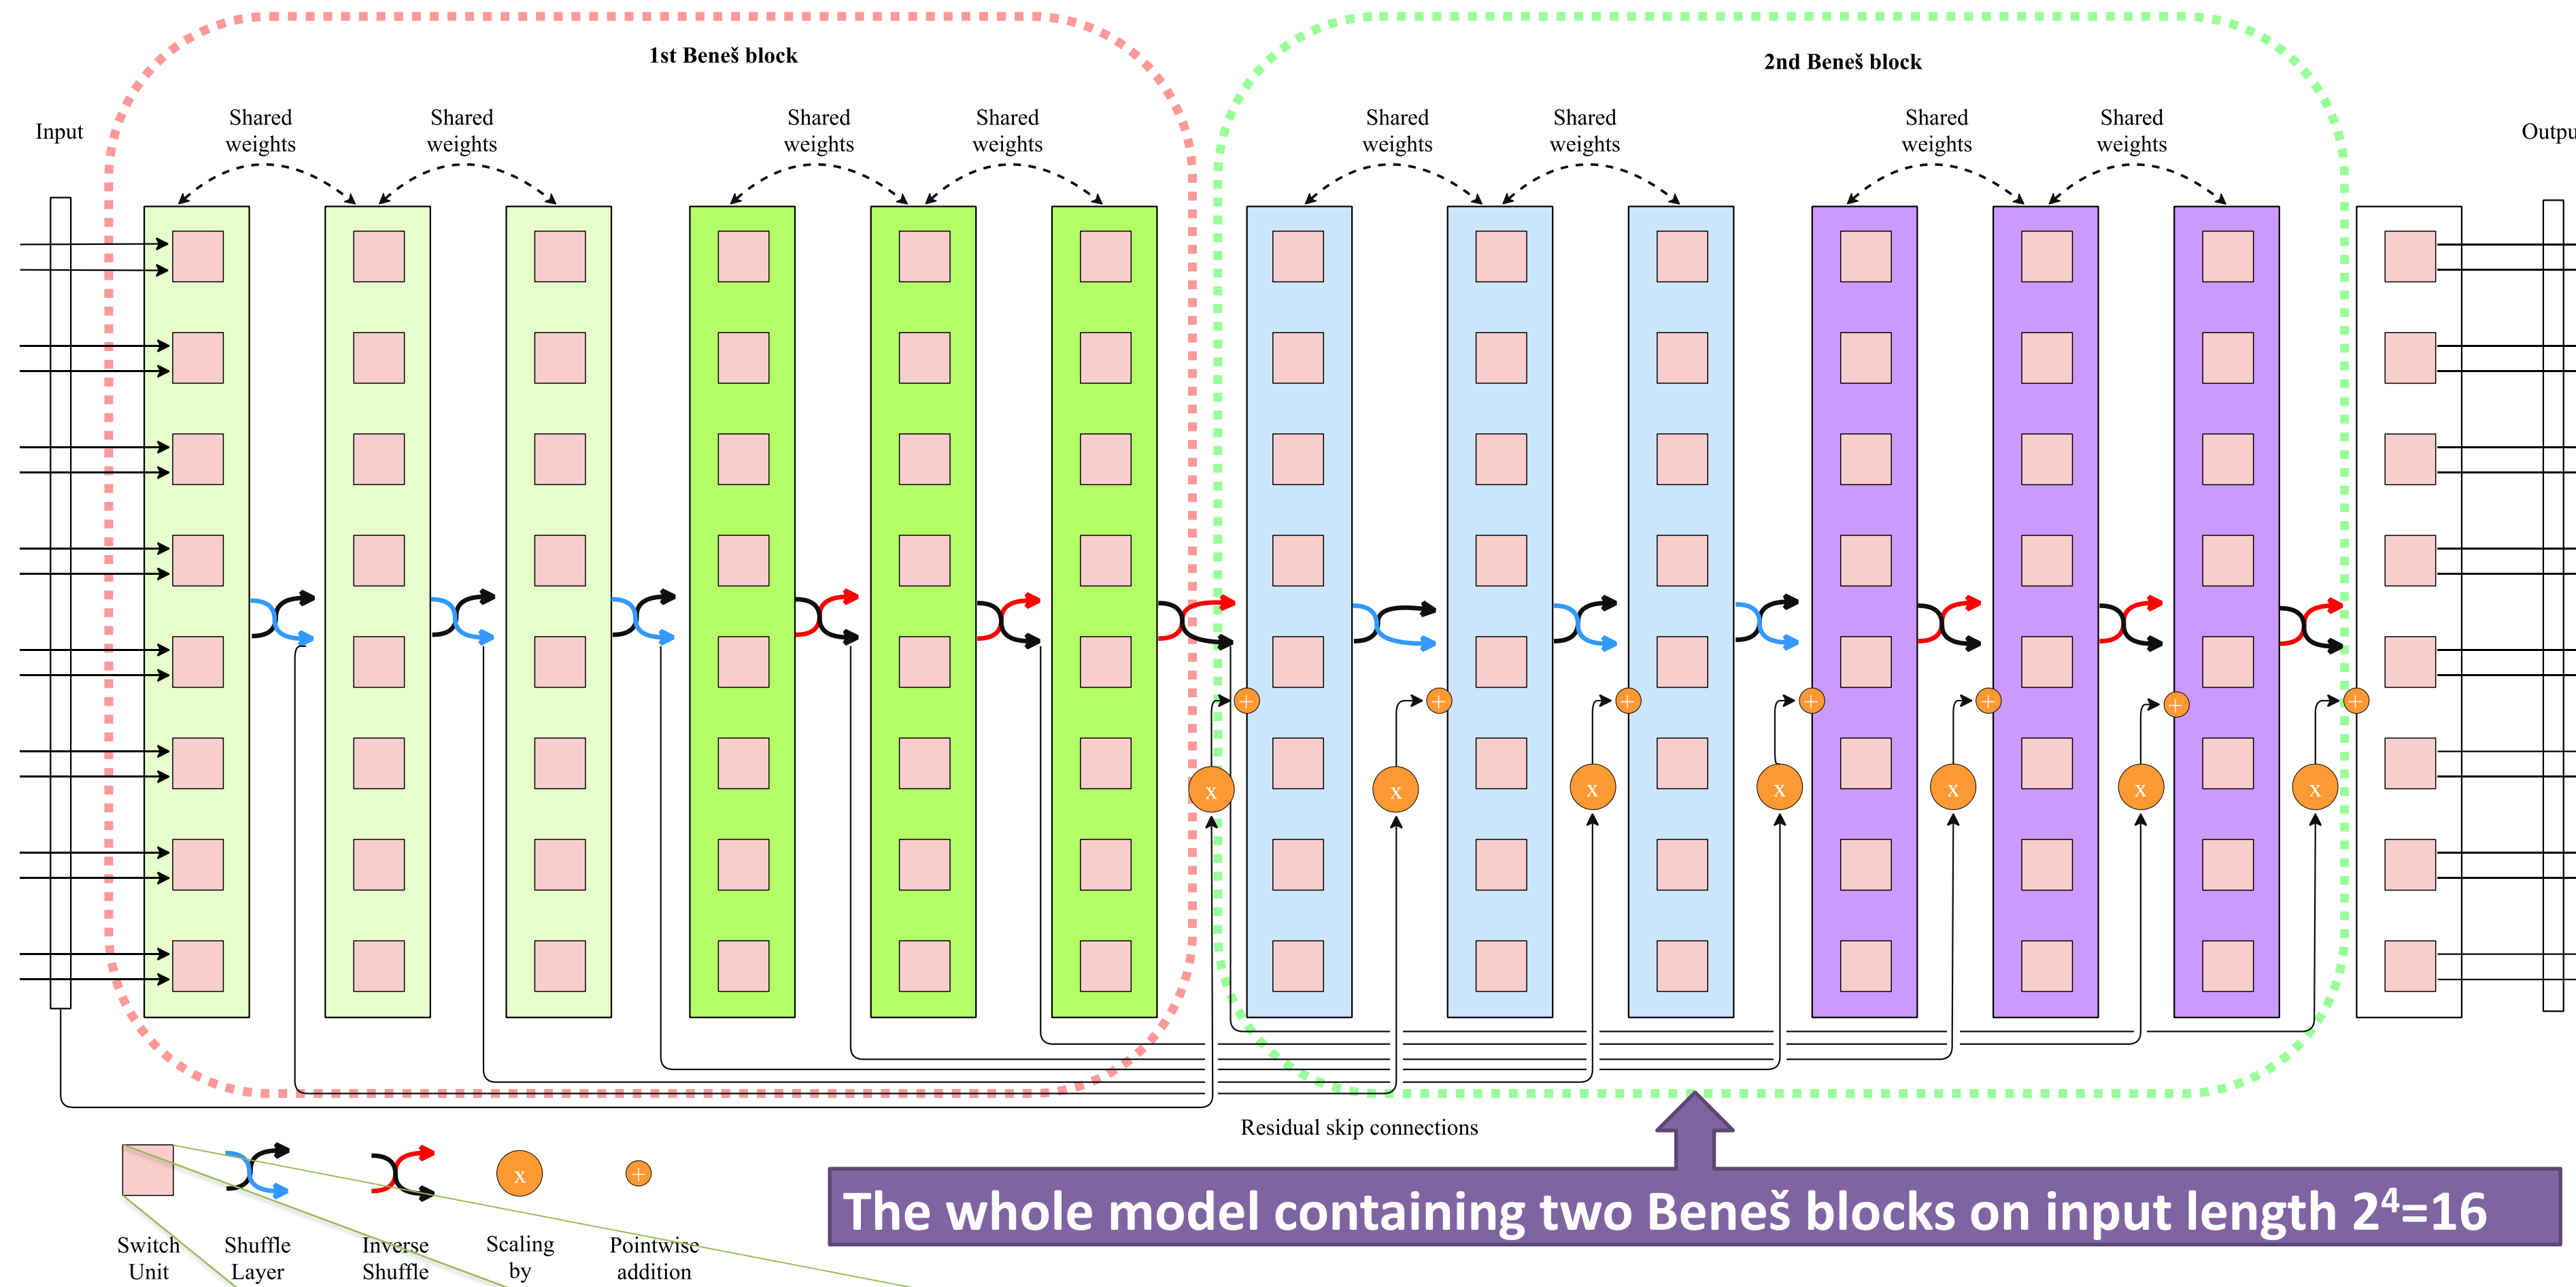 1st Beneš block
2nd Beneš block
Input
Shared
weights
Shared
weights
Shared
weights
Shared
weights
Shared
weights
Shared
weights
Shared
weights
Shared
weights
Outpu
+
+
+
+
+
+
+
x
x
x
x
x
x
x
Residual skip connections
x
+
The whole model containing two Beneš blocks on input length 2⁴=16
Switch
Unit
Shuffle
Layer
Inverse
Shuffle
Scaling
by
Pointwise
addition